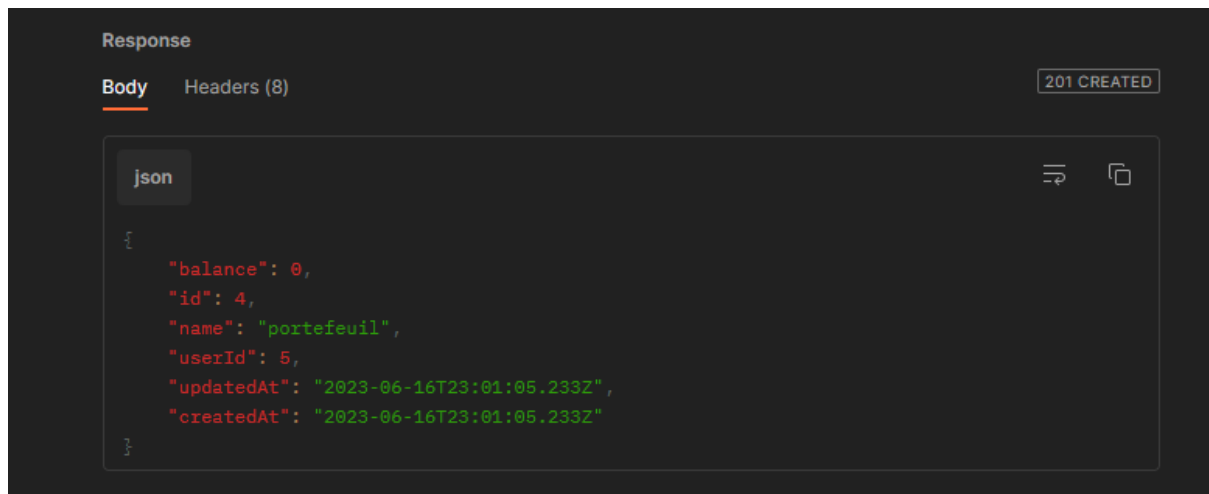 Response
Body Headers (8) 201 CREATED
json
{
"balance": 0,
"id": 4,
"name": "portefeuil",
"userId": 5,
"updatedAt": "2023-06-16T23:01:05.233Z",
"createdAt": "2023-06-16T23:01:05.233Z"
}